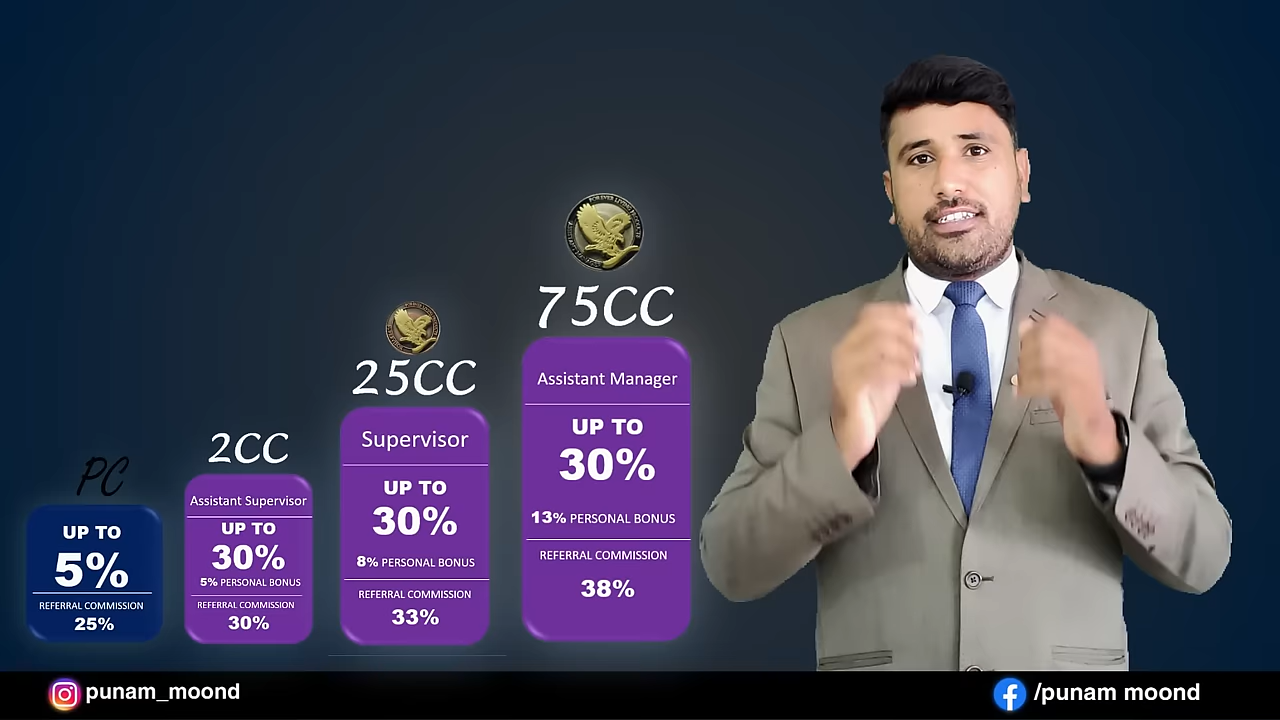 PC
UP TO
5%
REFERRAL COMMISSION
25%
2CC
Assistant Supervisor
UP TO
30%
5% PERSONAL BONUS
REFERRAL COMMISSION
30%
25CC
Supervisor
UP TO
30%
8% PERSONAL BONUS
REFERRAL COMMISSION
33%
75CC
Assistant Manager
UP TO
30%
13% PERSONAL BONUS
REFERRAL COMMISSION
38%
punam_moond
/punam moond